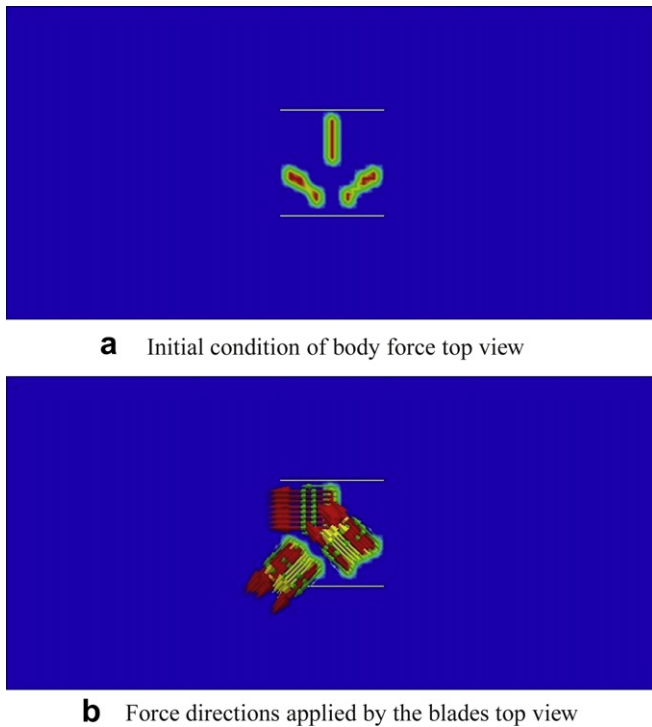 a Initial condition of body force top view
b Force directions applied by the blades top view